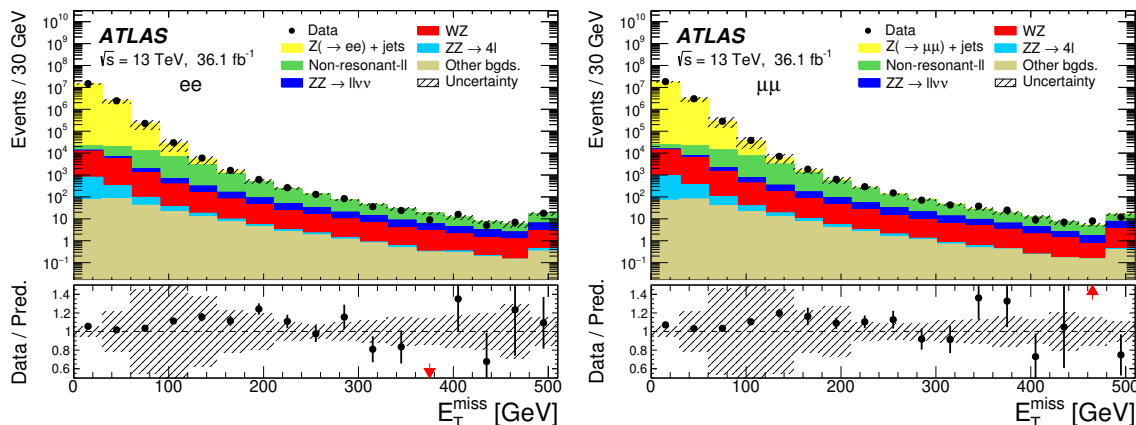 Events / 30 GeV
10¹⁰
10⁹
10⁸
10⁷
10⁶
10⁵
10⁴
10³
10²
10
1
10⁻¹
ATLAS
√s = 13 TeV, 36.1 fb⁻¹
ee
Data
Z(→ee) + jets
Non-resonant-ll
ZZ → llνν
WZ
ZZ → 4l
Other bgds.
Uncertainty
Data / Pred.
1.4
1.2
1
0.8
0.6
0 100 200 300 400 500
E_T^miss [GeV]
Events / 30 GeV
10¹⁰
10⁹
10⁸
10⁷
10⁶
10⁵
10⁴
10³
10²
10
1
10⁻¹
ATLAS
√s = 13 TeV, 36.1 fb⁻¹
μμ
Data
Z(→μμ) + jets
Non-resonant-ll
ZZ → llνν
WZ
ZZ → 4l
Other bgds.
Uncertainty
Data / Pred.
1.4
1.2
1
0.8
0.6
0 100 200 300 400 500
E_T^miss [GeV]